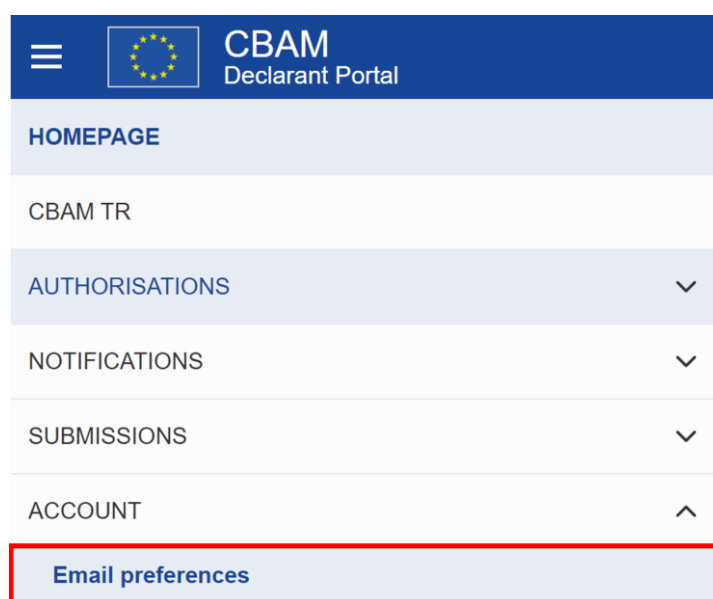 CBAM
Declarant Portal
HOMEPAGE
CBAM TR
AUTHORISATIONS
NOTIFICATIONS
SUBMISSIONS
ACCOUNT
Email preferences